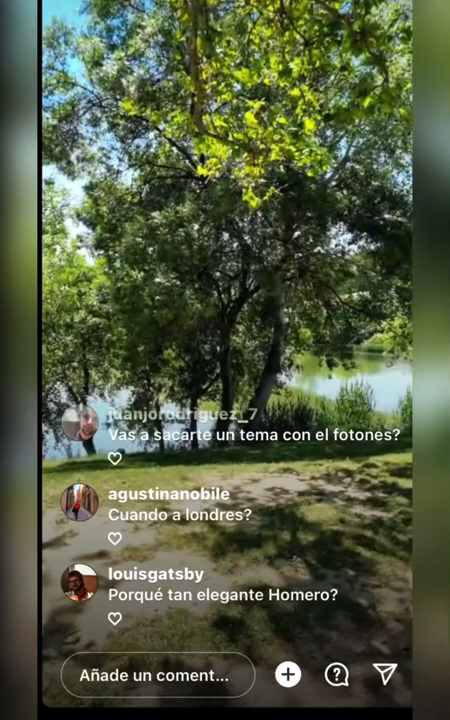 juanjorodriguez_7
Vas a sacarte un tema con el fotones?
agustinanobile
Cuando a londres?
louisgatsby
Porqué tan elegante Homero?
Añade un coment...